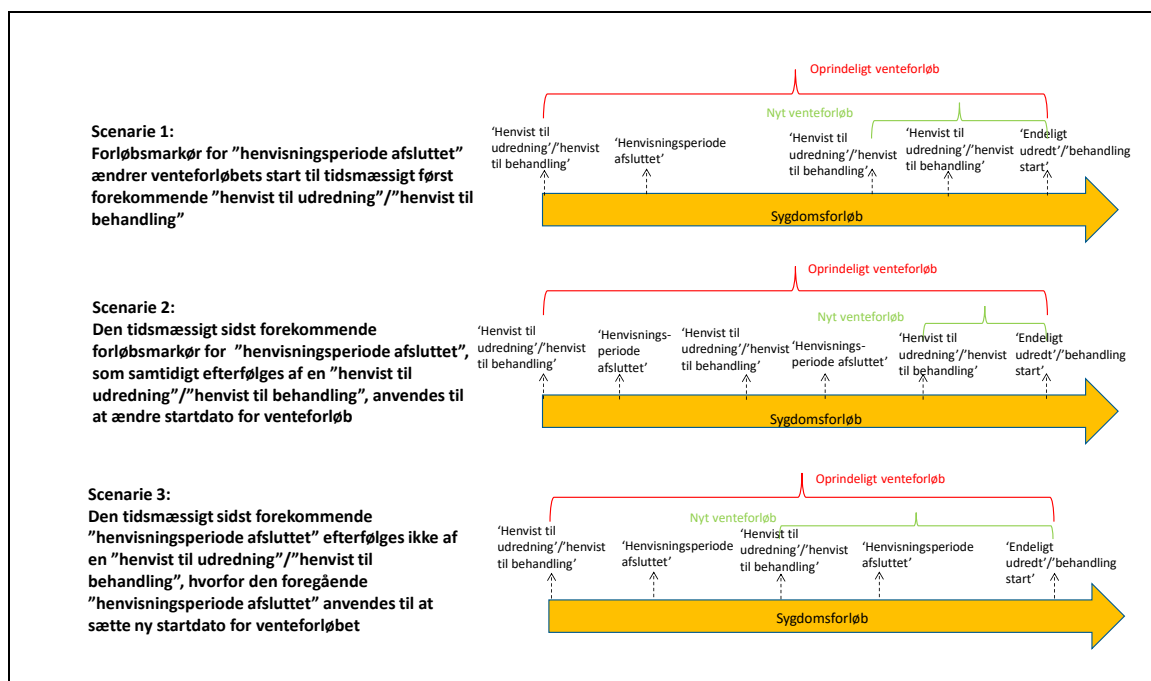 Scenarie 1:
Forløbsmarkør for ”henvisningsperiode afsluttet”
ændrer venteforløbets start til tidsmæssigt først
forekommende ”henvist til udredning”/”henvist til
behandling”
Oprindeligt venteforløb
Nyt venteforløb
‘Henvist til
udredning’/’henvist
til behandling’
‘Henvisningsperiode
afsluttet’
‘Henvist til
udredning’/’henvist
til behandling’
‘Henvist til
udredning’/’henvist
til behandling’
‘Endeligt
udredt’/’behandling
start’
Sygdomsforløb
Scenarie 2:
Den tidsmæssigt sidst forekommende
forløbsmarkør for ”henvisningsperiode afsluttet”,
som samtidigt efterfølges af en ”henvist til
udredning”/”henvist til behandling”, anvendes til
at ændre startdato for venteforløb
Oprindeligt venteforløb
Nyt venteforløb
‘Henvist til
udredning’/’henvist
til behandling’
‘Henvisnings-
periode
afsluttet’
‘Henvist til
udredning’/’henvist
til behandling’
‘Henvisnings-
periode afsluttet’
‘Henvist til
udredning’/’henvist
til behandling’
‘Endeligt
udredt’/’behandling
start’
Sygdomsforløb
Scenarie 3:
Den tidsmæssigt sidst forekommende
”henvisningsperiode afsluttet” efterfølges ikke af
en ”henvist til udredning”/”henvist til
behandling”, hvorfor den foregående
”henvisningsperiode afsluttet” anvendes til at
sætte ny startdato for venteforløbet
Oprindeligt venteforløb
Nyt venteforløb
‘Henvist til
udredning’/’henvist
til behandling’
‘Henvisningsperiode
afsluttet’
‘Henvist til
udredning’/’henvist
til behandling’
‘Henvisningsperiode
afsluttet’
‘Endeligt
udredt’/’behandling
start’
Sygdomsforløb